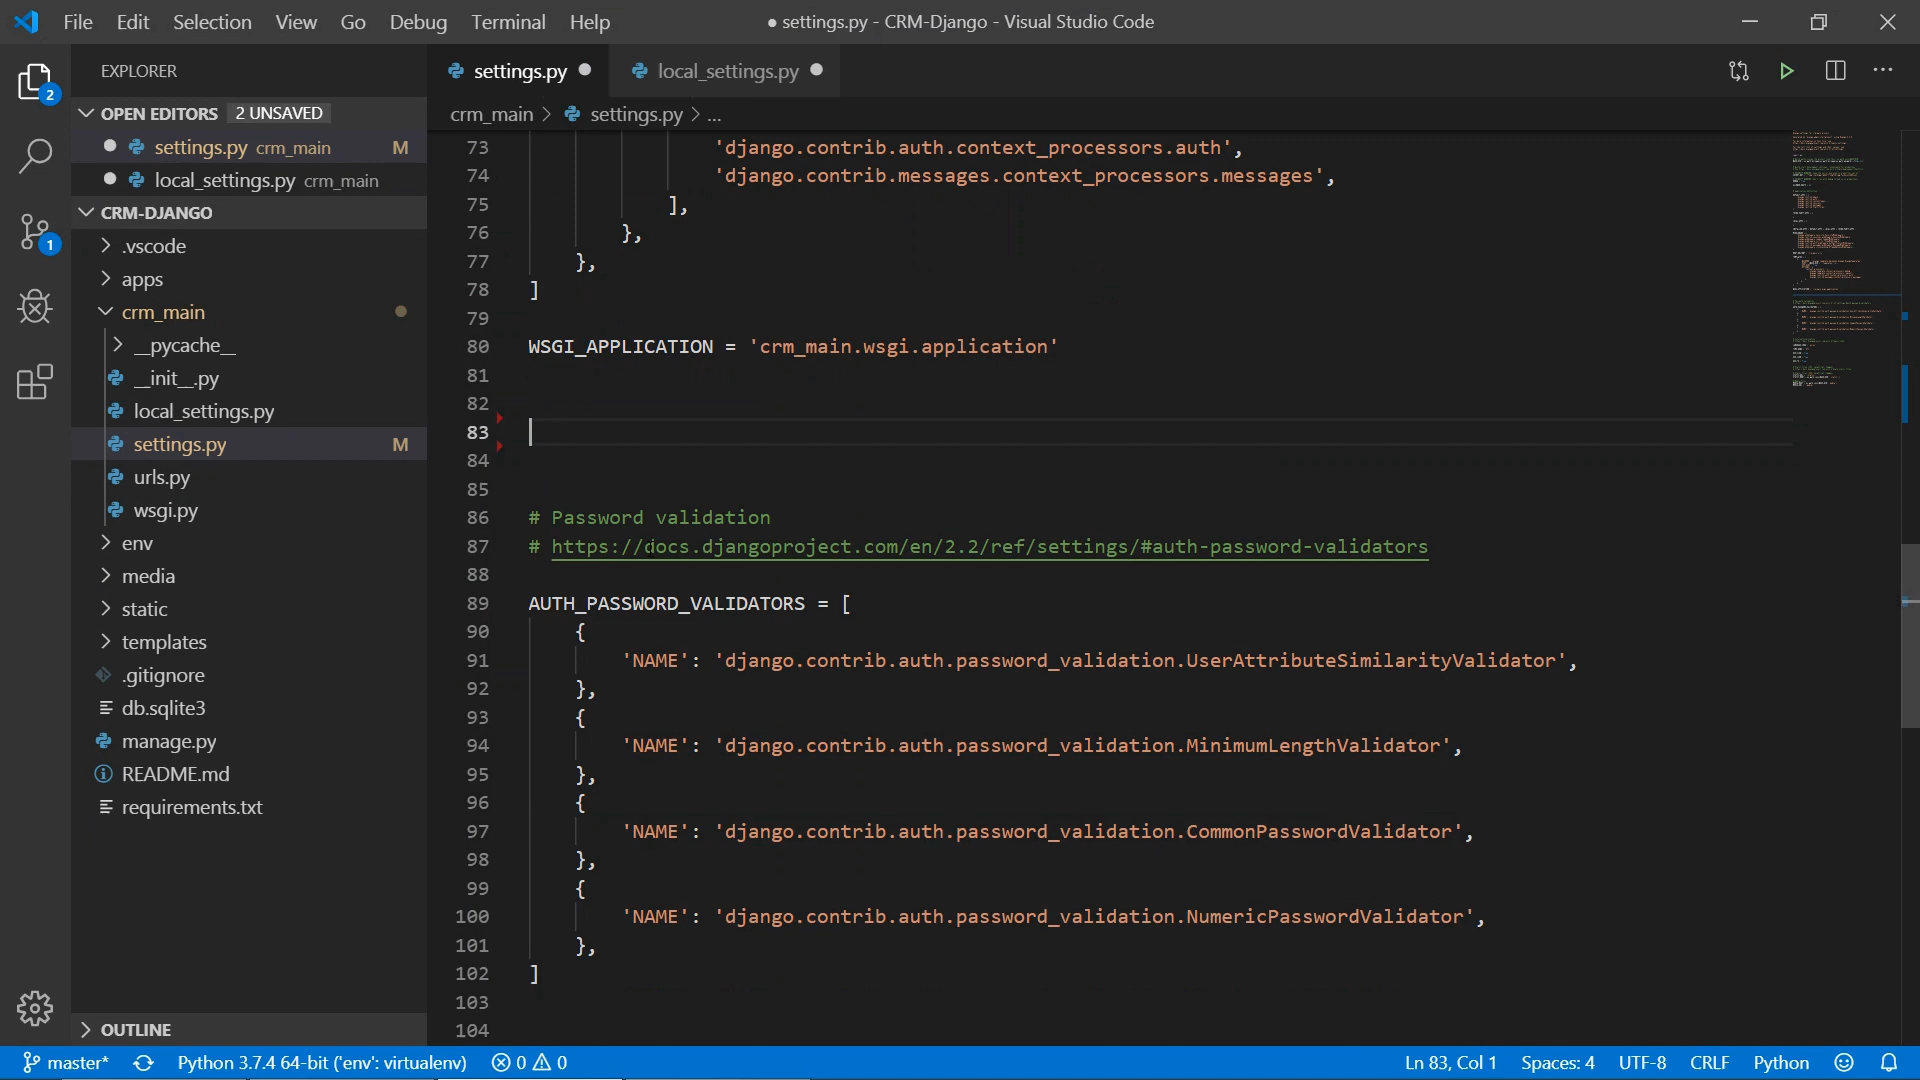 File Edit Selection View Go Debug Terminal Help
● settings.py - CRM-Django - Visual Studio Code
EXPLORER
OPEN EDITORS 2 UNSAVED
settings.py crm_main M
local_settings.py crm_main
CRM-DJANGO
.vscode
apps
crm_main
__pycache__
__init__.py
local_settings.py
settings.py M
urls.py
wsgi.py
env
media
static
templates
.gitignore
db.sqlite3
manage.py
README.md
requirements.txt
OUTLINE
2
1
settings.py local_settings.py
crm_main > settings.py > ...
73 'django.contrib.auth.context_processors.auth',
74 'django.contrib.messages.context_processors.messages',
75 ],
76 },
77 },
78 ]
79
80 WSGI_APPLICATION = 'crm_main.wsgi.application'
81
82
83
84
85
86 # Password validation
87 # https://docs.djangoproject.com/en/2.2/ref/settings/#auth-password-validators
88
89 AUTH_PASSWORD_VALIDATORS = [
90 {
91 'NAME': 'django.contrib.auth.password_validation.UserAttributeSimilarityValidator',
92 },
93 {
94 'NAME': 'django.contrib.auth.password_validation.MinimumLengthValidator',
95 },
96 {
97 'NAME': 'django.contrib.auth.password_validation.CommonPasswordValidator',
98 },
99 {
100 'NAME': 'django.contrib.auth.password_validation.NumericPasswordValidator',
101 },
102 ]
103
104
master* Python 3.7.4 64-bit ('env': virtualenv) 0 0 Ln 83, Col 1 Spaces: 4 UTF-8 CRLF Python